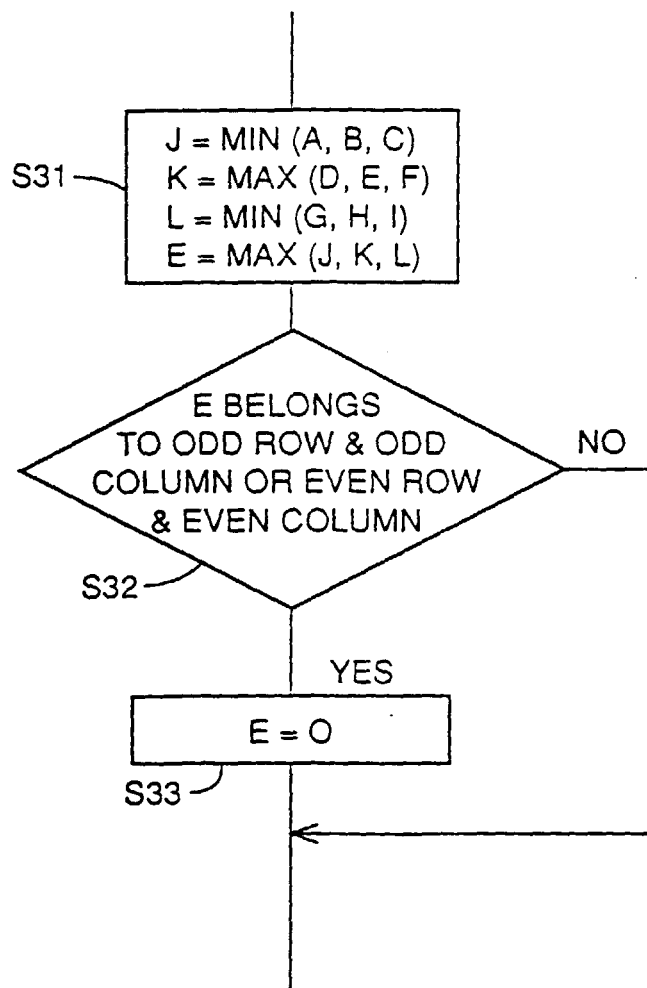 J = MIN (A, B, C)
S31
K = MAX (D, E, F)
L = MIN (G, H, I)
E = MAX (J, K, L)
E BELONGS
TO ODD ROW & ODD
NO
COLUMN OR EVEN ROW
& EVEN COLUMN
S32
YES
E = O
S33